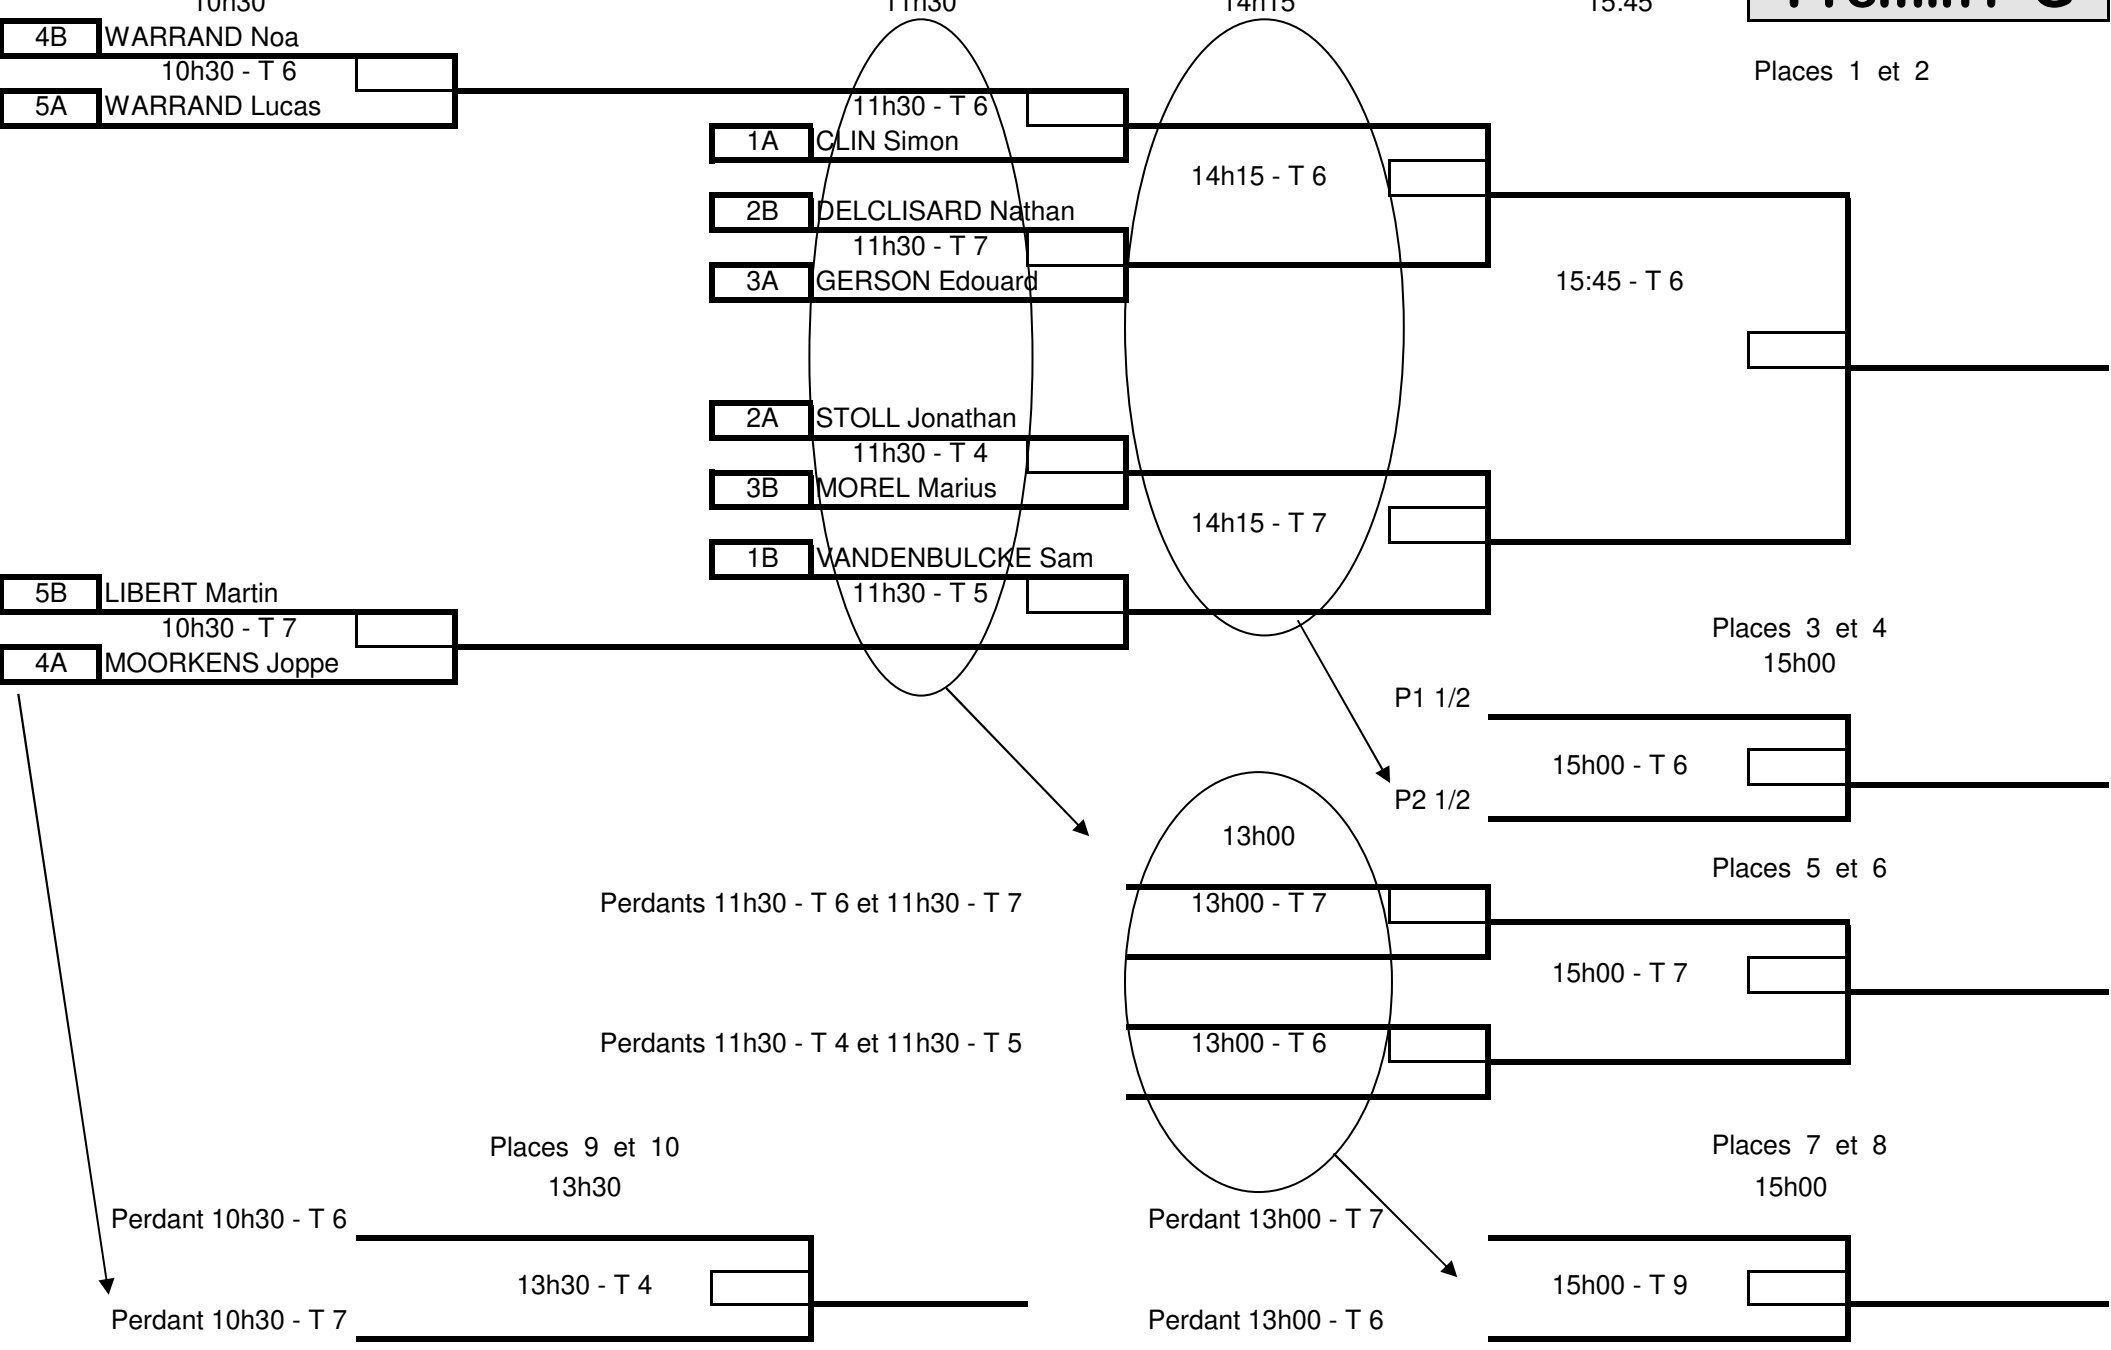 10h30 11h30 14h15 15:45
4B WARRAND Noa
10h30 - T 6
Places 1 et 2
5A WARRAND Lucas
11h30 - T 6
1A CLIN Simon
14h15 - T 6
2B DELCLISARD Nathan
11h30 - T 7
3A GERSON Edouard
15:45 - T 6
2A STOLL Jonathan
11h30 - T 4
3B MOREL Marius
14h15 - T 7
1B VANDENBULCKE Sam
5B LIBERT Martin
11h30 - T 5
10h30 - T 7
Places 3 et 4
4A MOORKENS Joppe
15h00
P1 1/2
15h00 - T 6
P2 1/2
13h00
Places 5 et 6
Perdants 11h30 - T 6 et 11h30 - T 7
13h00 - T 7
15h00 - T 7
Perdants 11h30 - T 4 et 11h30 - T 5
13h00 - T 6
Places 9 et 10
Places 7 et 8
13h30
15h00
Perdant 10h30 - T 6
Perdant 13h00 - T 7
13h30 - T 4
15h00 - T 9
Perdant 10h30 - T 7
Perdant 13h00 - T 6